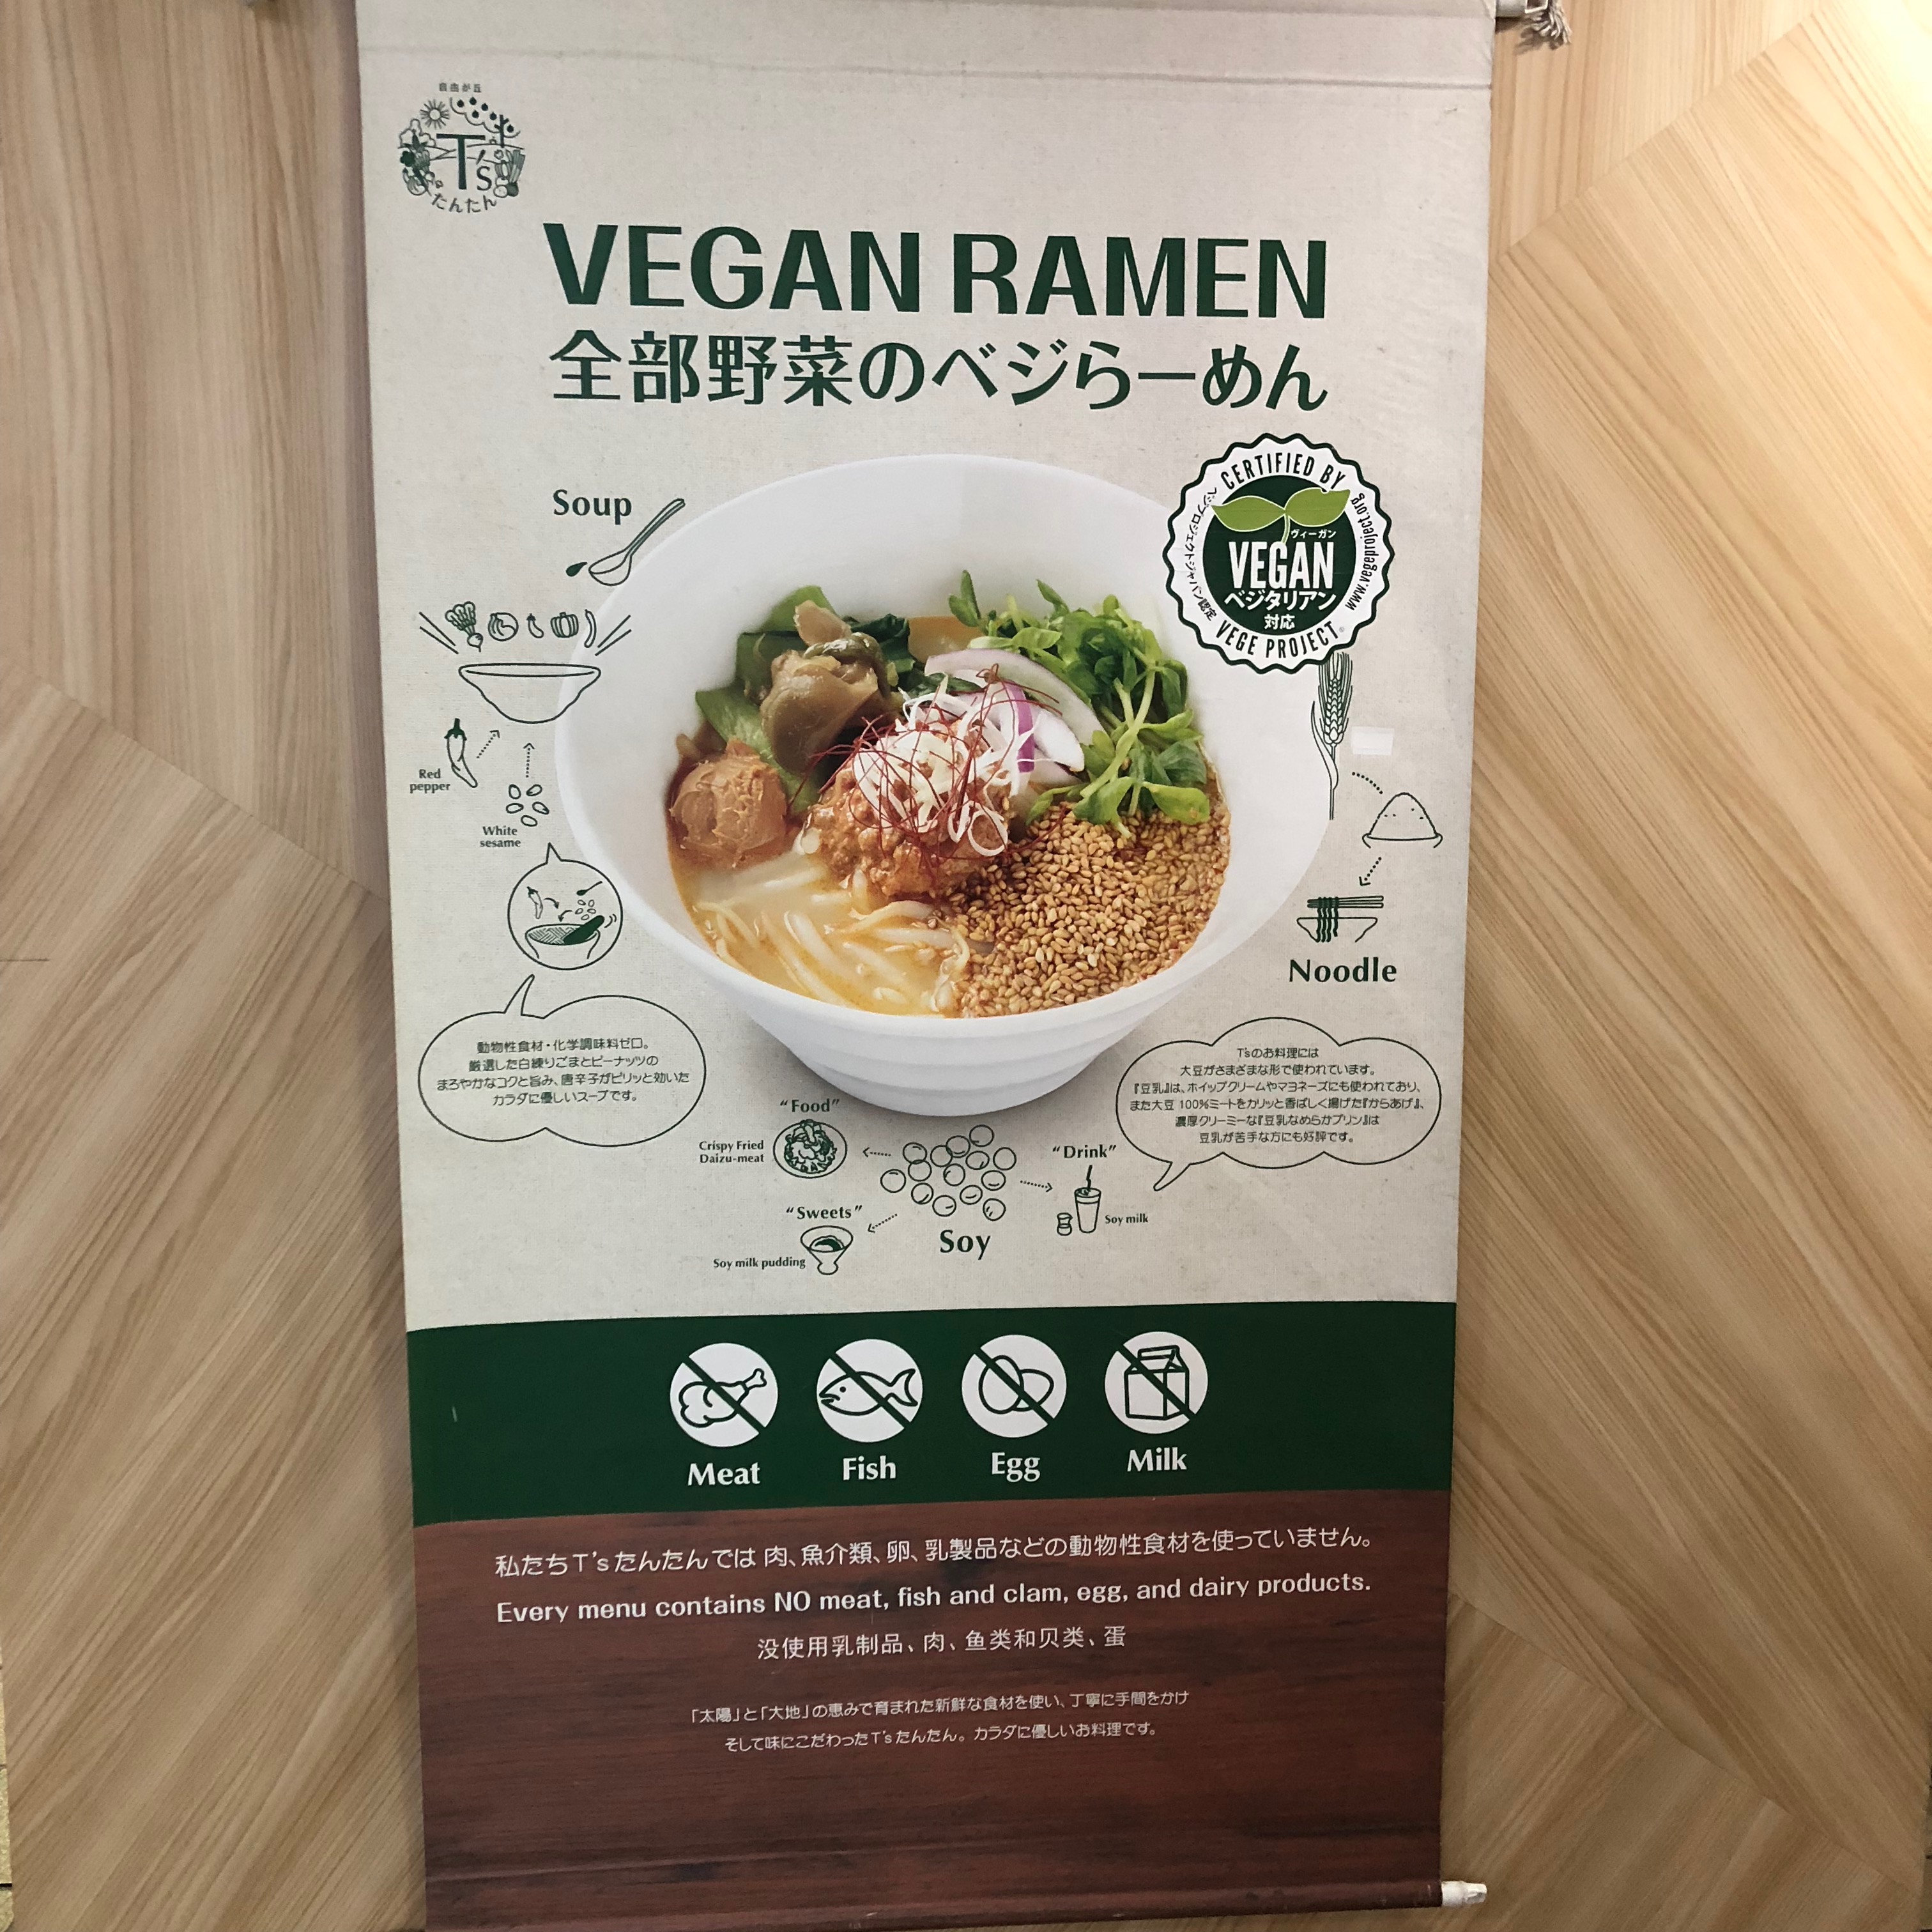 自由が丘
T's
たんたん
VEGAN RAMEN
全部野菜のベジらーめん
CERTIFIED BY
ベジプロジェクトジャパン認定
www.vegeproject.org
ヴィーガン
VEGAN
ベジタリアン
対応
VEGE PROJECT
Soup
Red
pepper
White
sesame
Noodle
動物性食材・化学調味料ゼロ。
厳選した白練りごまとピーナッツの
まろやかなコクと旨み、唐辛子がピリッと効いた
カラダに優しいスープです。
T'sのお料理には
大豆がさまざまな形で使われています。
『豆乳』は、ホイップクリームやマヨネーズにも使われており、
また大豆 100%ミートをカリッと香ばしく揚げた『からあげ』、
濃厚クリーミーな『豆乳なめらかプリン』は
豆乳が苦手な方にも好評です。
"Food"
Crispy Fried
Daizu-meat
"Drink"
Soy milk
"Sweets"
Soy milk pudding
Soy
Meat
Fish
Egg
Milk
私たちT'sたんたんでは 肉、魚介類、卵、乳製品などの動物性食材を使っていません。
Every menu contains NO meat, fish and clam, egg, and dairy products.
没使用乳制品、肉、鱼类和贝类、蛋
「太陽」と「大地」の恵みで育まれた新鮮な食材を使い、丁寧に手間をかけ
そして味にこだわったT'sたんたん。カラダに優しいお料理です。